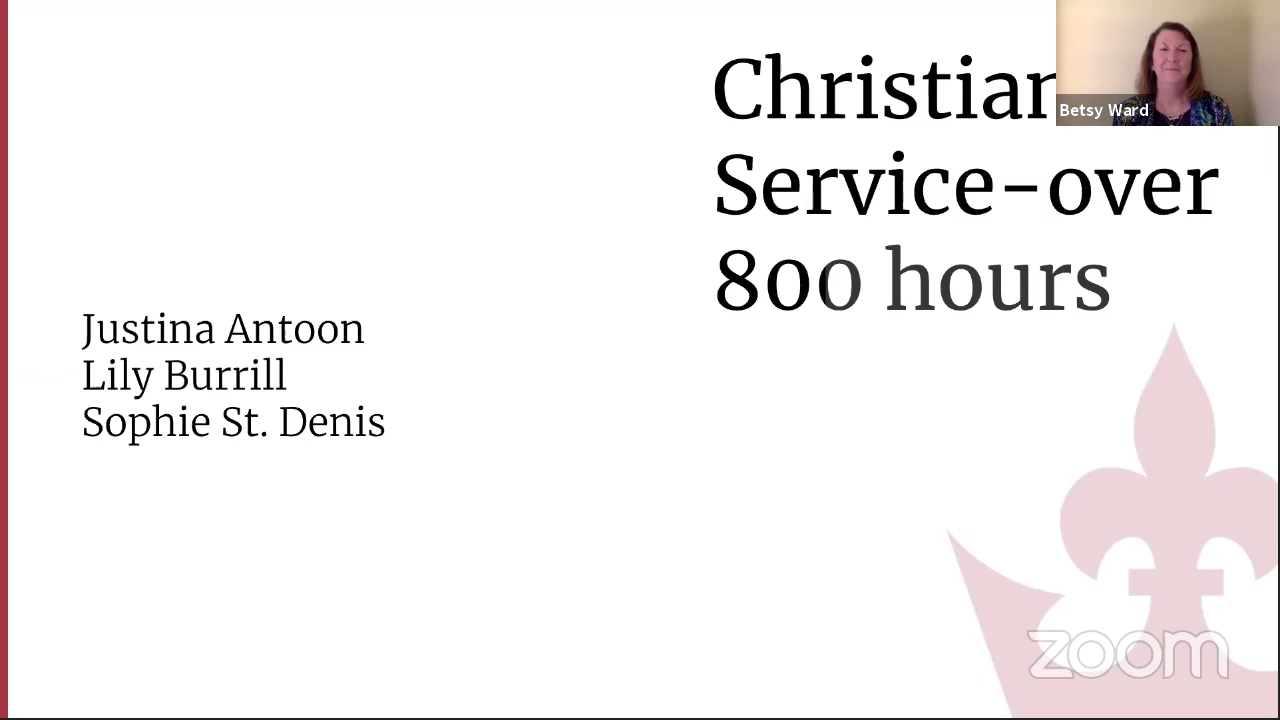 Christian
Service-over
800 hours
Betsy Ward
Justina Antoon
Lily Burrill
Sophie St. Denis
zoom